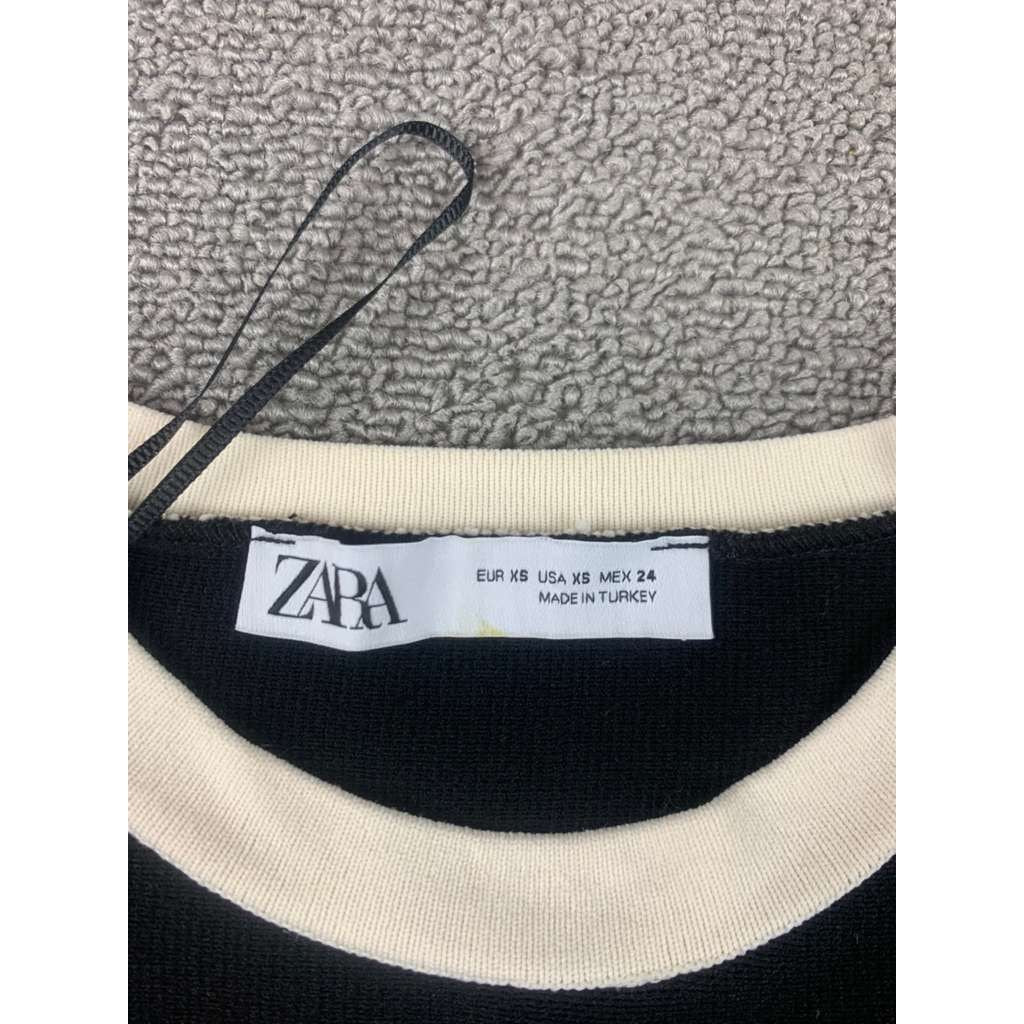 ZARA
EUR XS USA XS MEX 24
MADE IN TURKEY